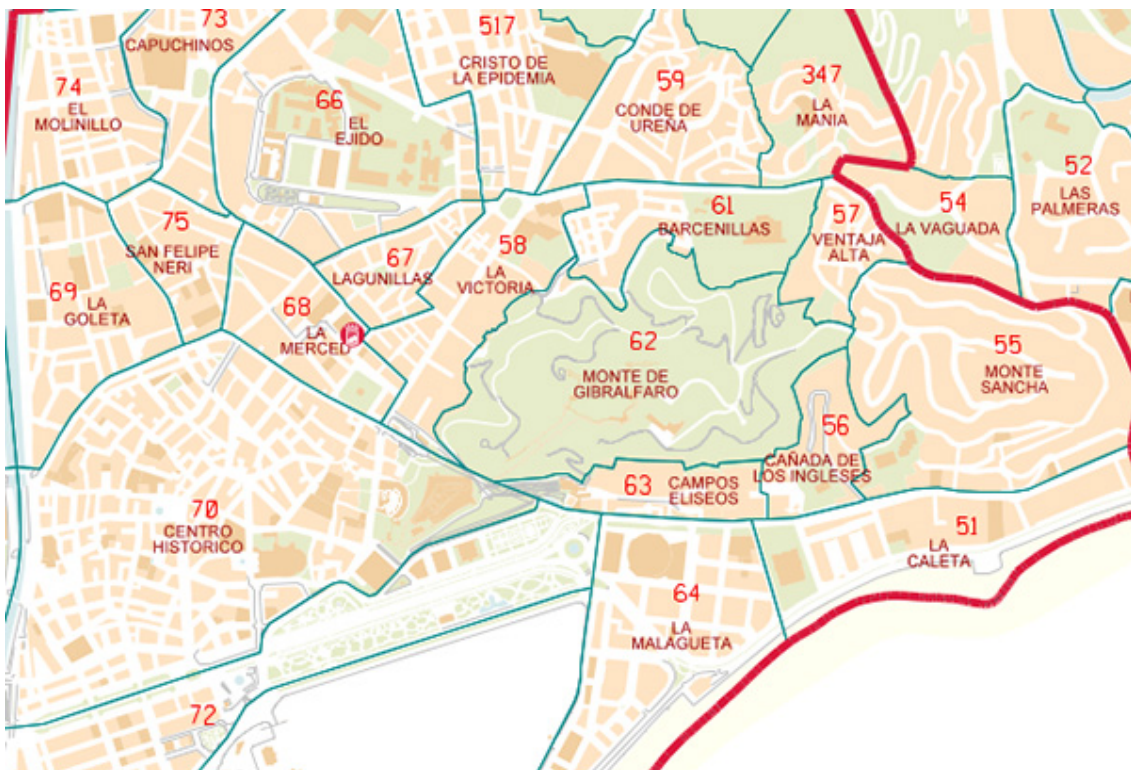 73
CAPUCHINOS
517
CRISTO DE
LA EPIDEMIA
59
CONDE DE
UREÑA
347
LA
MANIA
74
EL
MOLINILLO
66
EL
EJIDO
52
LAS
PALMERAS
75
SAN FELIPE
NERI
67
LAGUNILLAS
58
LA
VICTORIA
61
BARCENILLAS
57
VENTAJA
ALTA
54
LA VAGUADA
69
LA
GOLETA
68
LA
MERCED
62
MONTE DE
GIBRALFARO
55
MONTE
SANCHA
56
CAÑADA DE
LOS INGLESES
63
CAMPOS
ELISEOS
70
CENTRO
HISTORICO
51
LA
CALETA
64
LA
MALAGUETA
72